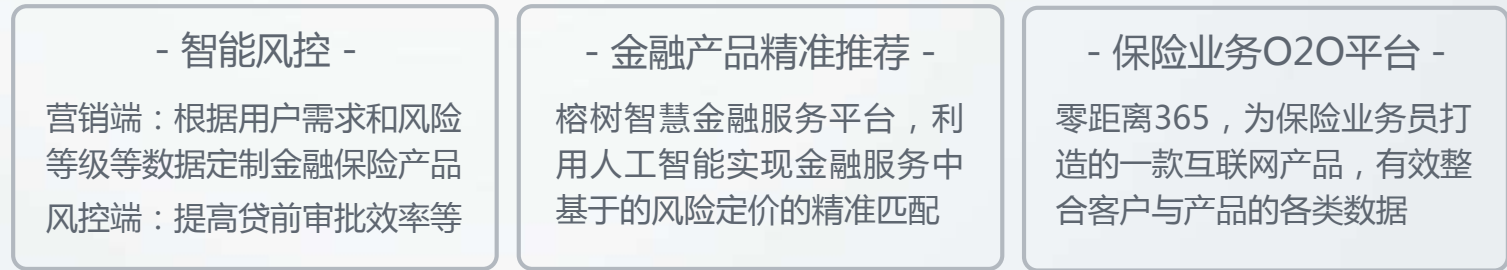 - 智能风控 -
营销端：根据用户需求和风险
等级等数据定制金融保险产品
风控端：提高贷前审批效率等
- 金融产品精准推荐 -
榕树智慧金融服务平台，利
用人工智能实现金融服务中
基于的风险定价的精准匹配
- 保险业务O2O平台 -
零距离365，为保险业务员打
造的一款互联网产品，有效整
合客户与产品的各类数据